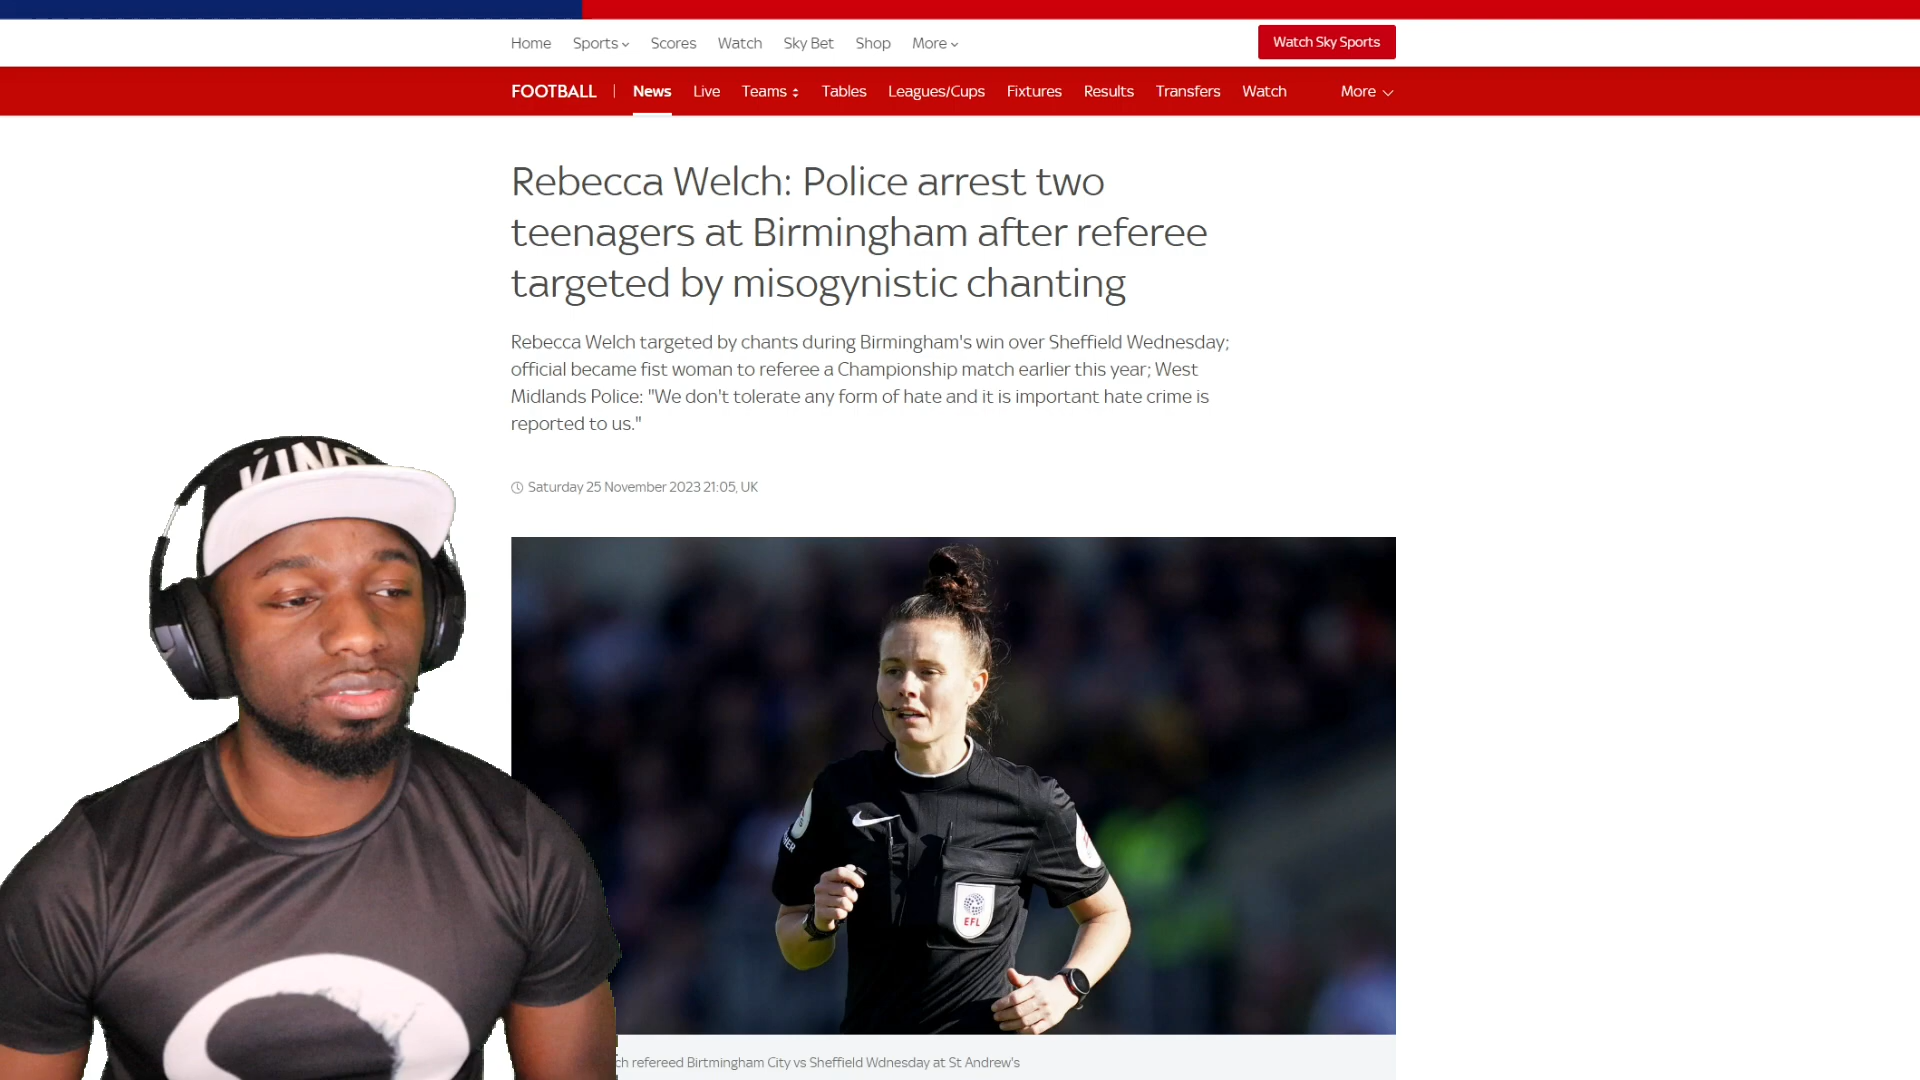 Home Sports Scores Watch Sky Bet Shop More Watch Sky Sports
FOOTBALL | News Live Teams Tables Leagues/Cups Fixtures Results Transfers Watch More
Rebecca Welch: Police arrest two
teenagers at Birmingham after referee
targeted by misogynistic chanting
Rebecca Welch targeted by chants during Birmingham's win over Sheffield Wednesday;
official became fist woman to referee a Championship match earlier this year; West
Midlands Police: "We don't tolerate any form of hate and it is important hate crime is
reported to us."
Saturday 25 November 2023 21:05, UK
KING
EFL
ch refereed Birtmingham City vs Sheffield Wdnesday at St Andrew's